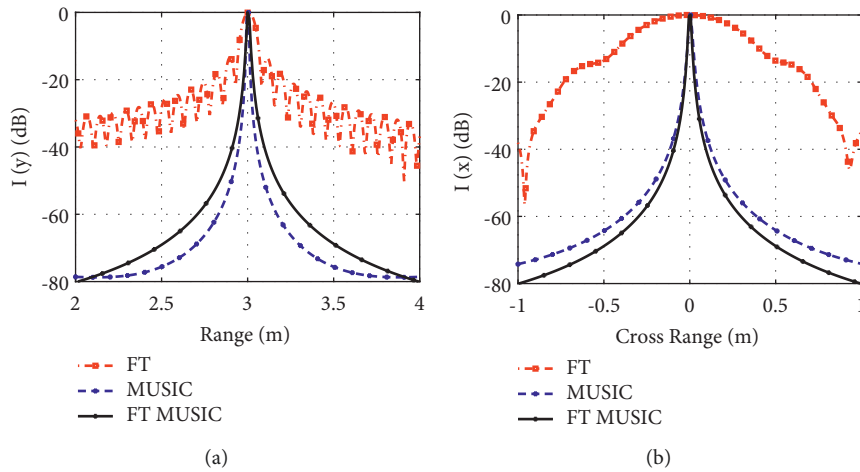 0
-20
-40
-60
-80
I (y) (dB)
2
2.5
3
3.5
4
Range (m)
FT
MUSIC
FT MUSIC
(a)
0
-20
-40
-60
-80
I (x) (dB)
-1
-0.5
0
0.5
1
Cross Range (m)
FT
MUSIC
FT MUSIC
(b)